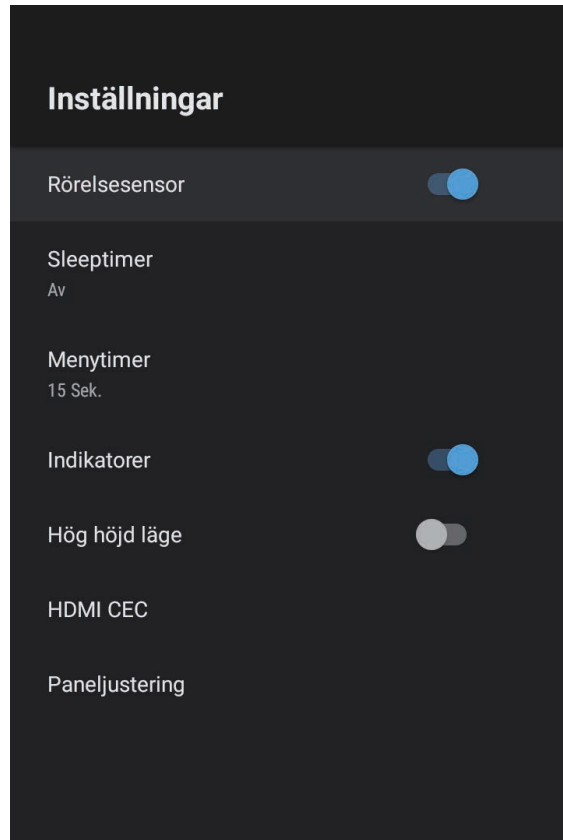 Inställningar
Rörelsesensor
Sleeptimer
Av
Menytimer
15 Sek.
Indikatorer
Hög höjd läge
HDMI CEC
Paneljustering